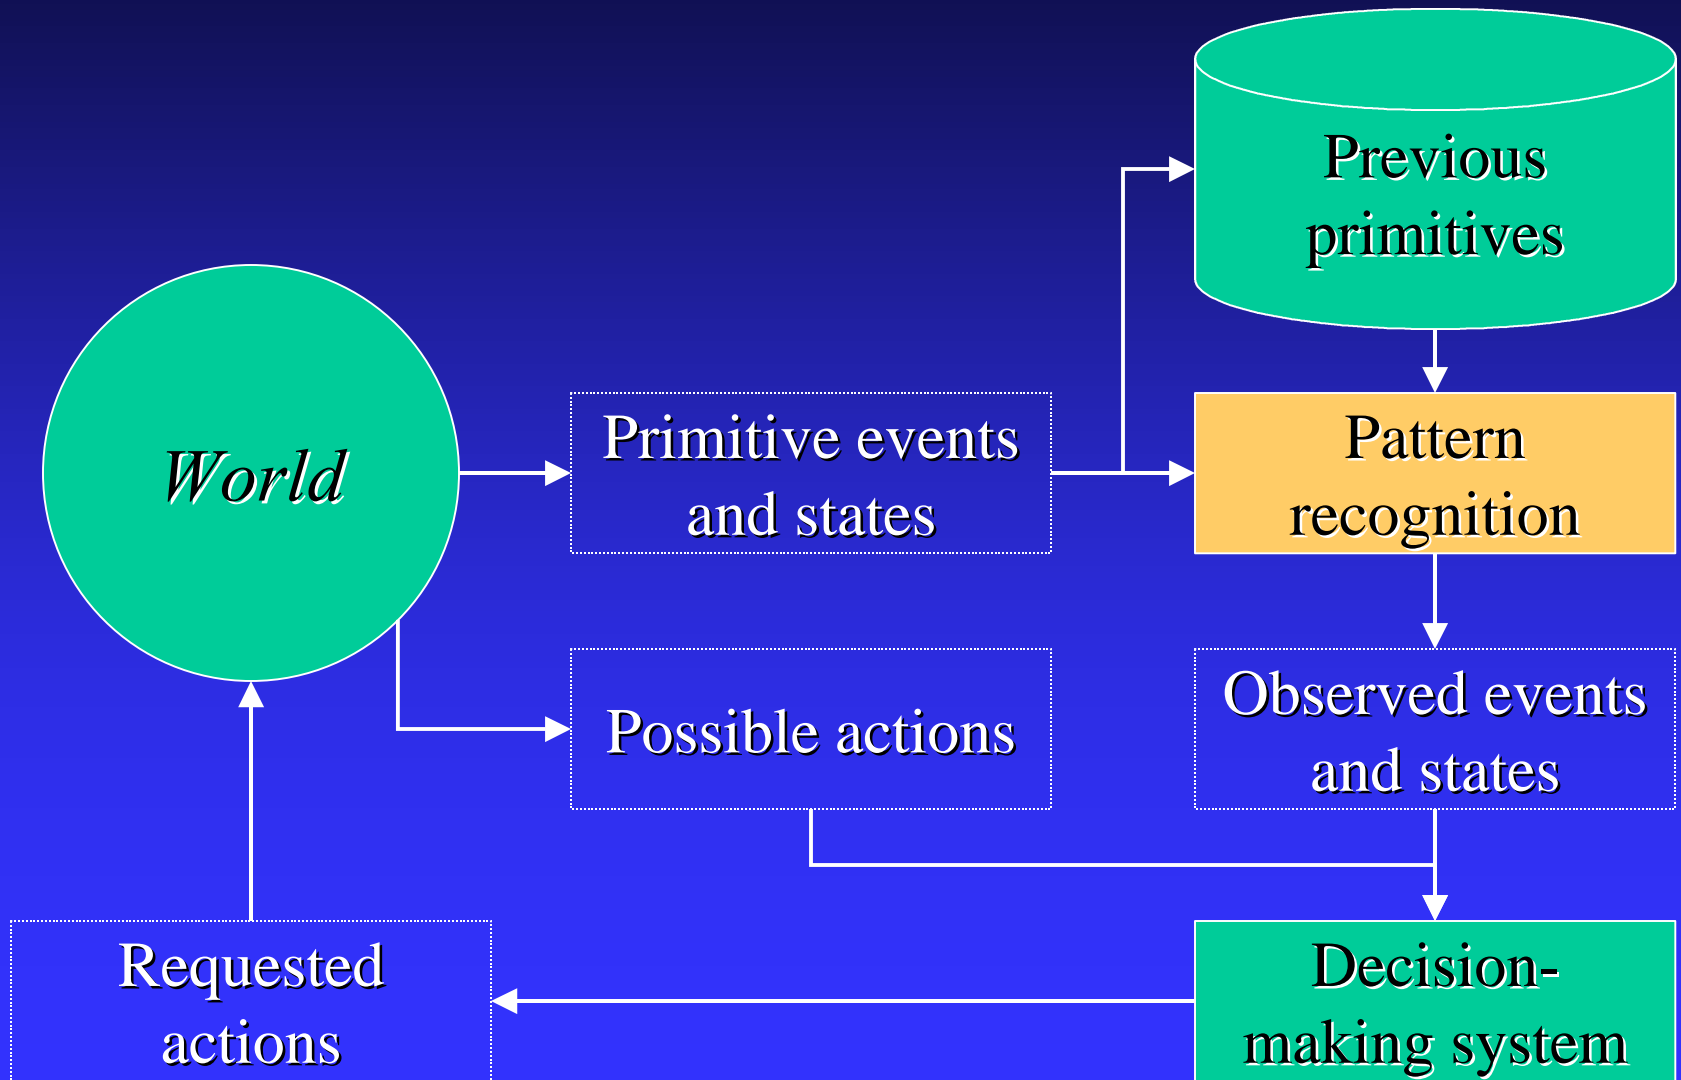 Previous
primitives
World
Primitive events
and states
Pattern
recognition
Possible actions
Observed events
and states
Requested
actions
Decision-
making system